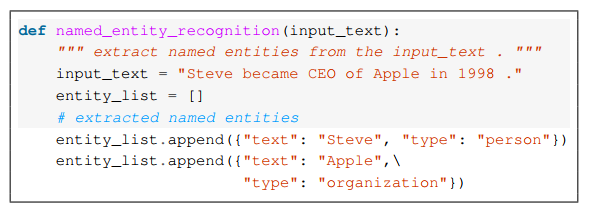 def named_entity_recognition(input_text):
    """ extract named entities from the input_text . """
    input_text = "Steve became CEO of Apple in 1998 ."
    entity_list = []
    # extracted named entities
    entity_list.append({"text": "Steve", "type": "person"})
    entity_list.append({"text": "Apple",\
                        "type": "organization"})